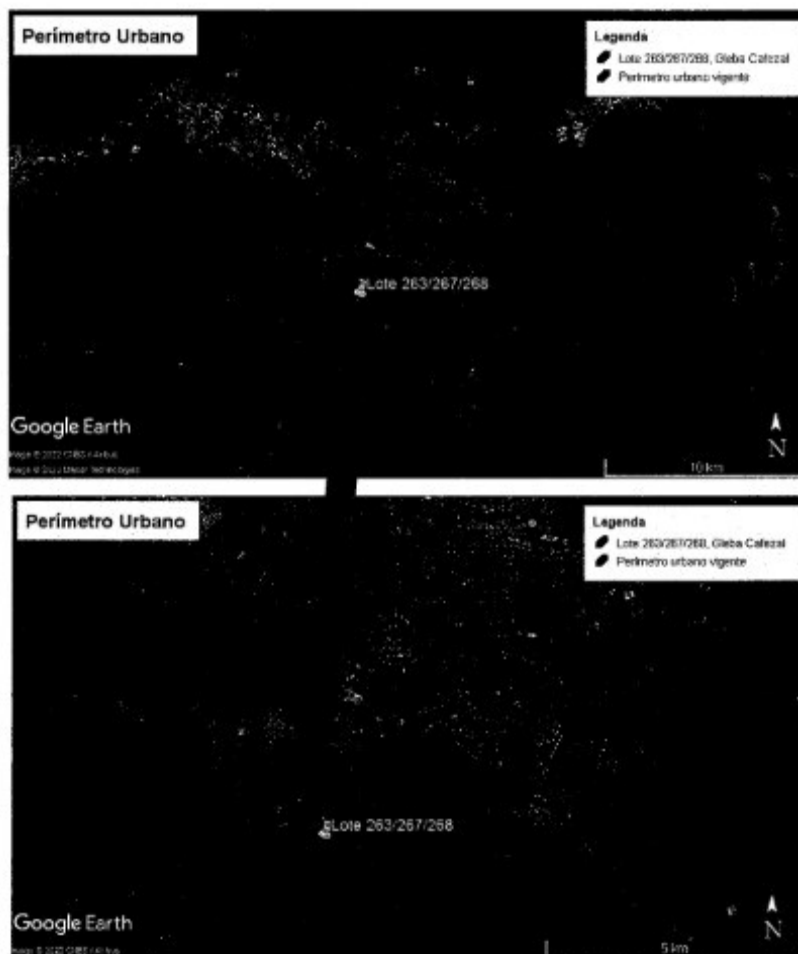 Perímetro Urbano
Legenda
Lote 263/267/268, Gleba Cafezal
Perímetro urbano vigente
Lote 263/267/268
Google Earth
N
10 km
Perímetro Urbano
Legenda
Lote 263/267/268, Gleba Cafezal
Perímetro urbano vigente
Lote 263/267/268
Google Earth
N
5 km